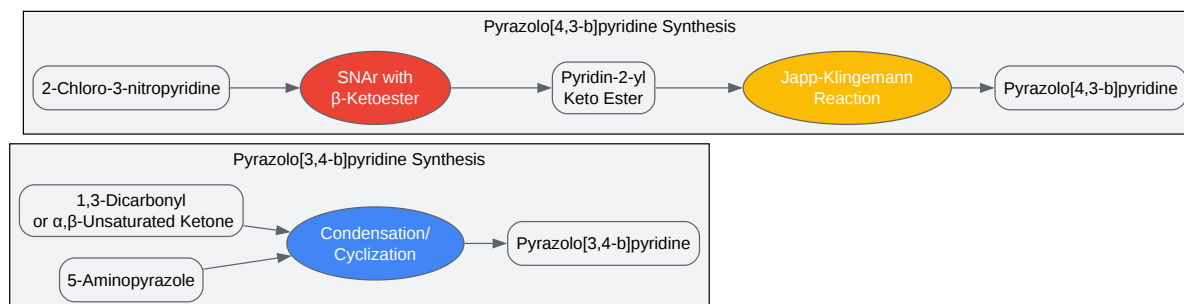 Pyrazolo[4,3-b]pyridine Synthesis
2-Chloro-3-nitropyridine
SNAr with
β-Ketoester
Pyridin-2-yl
Keto Ester
Japp-Klingemann
Reaction
Pyrazolo[4,3-b]pyridine
Pyrazolo[3,4-b]pyridine Synthesis
1,3-Dicarbonyl
or α,β-Unsaturated Ketone
5-Aminopyrazole
Condensation/
Cyclization
Pyrazolo[3,4-b]pyridine